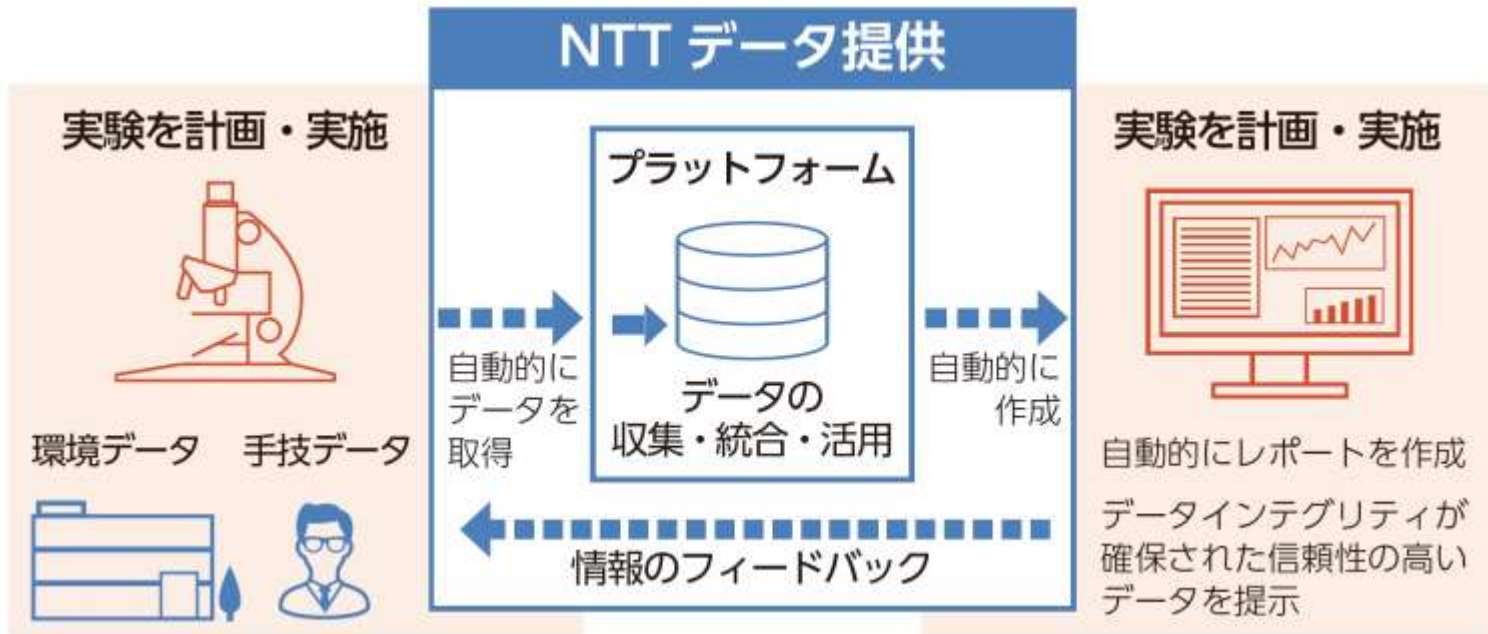 NTT データ提供
実験を計画・実施
環境データ 手技データ
自動的に
データを
取得
プラットフォーム
データの
収集・統合・活用
自動的に
作成
情報のフィードバック
実験を計画・実施
自動的にレポートを作成
データインテグリティが
確保された信頼性の高い
データを提示